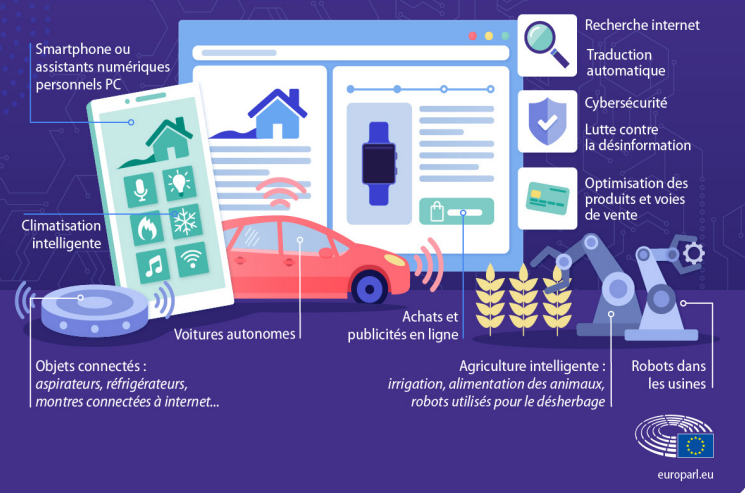 Smartphone ou
assistants numériques
personnels PC
Climatisation
intelligente
Recherche internet
Traduction
automatique
Cybersécurité
Lutte contre
la désinformation
Optimisation des
produits et voies
de vente
Voitures autonomes
Achats et
publicités en ligne
Objets connectés :
aspirateurs, réfrigérateurs,
montres connectées à internet...
Agriculture intelligente :
irrigation, alimentation des animaux,
robots utilisés pour le désherbage
Robots dans
les usines
europarl.eu